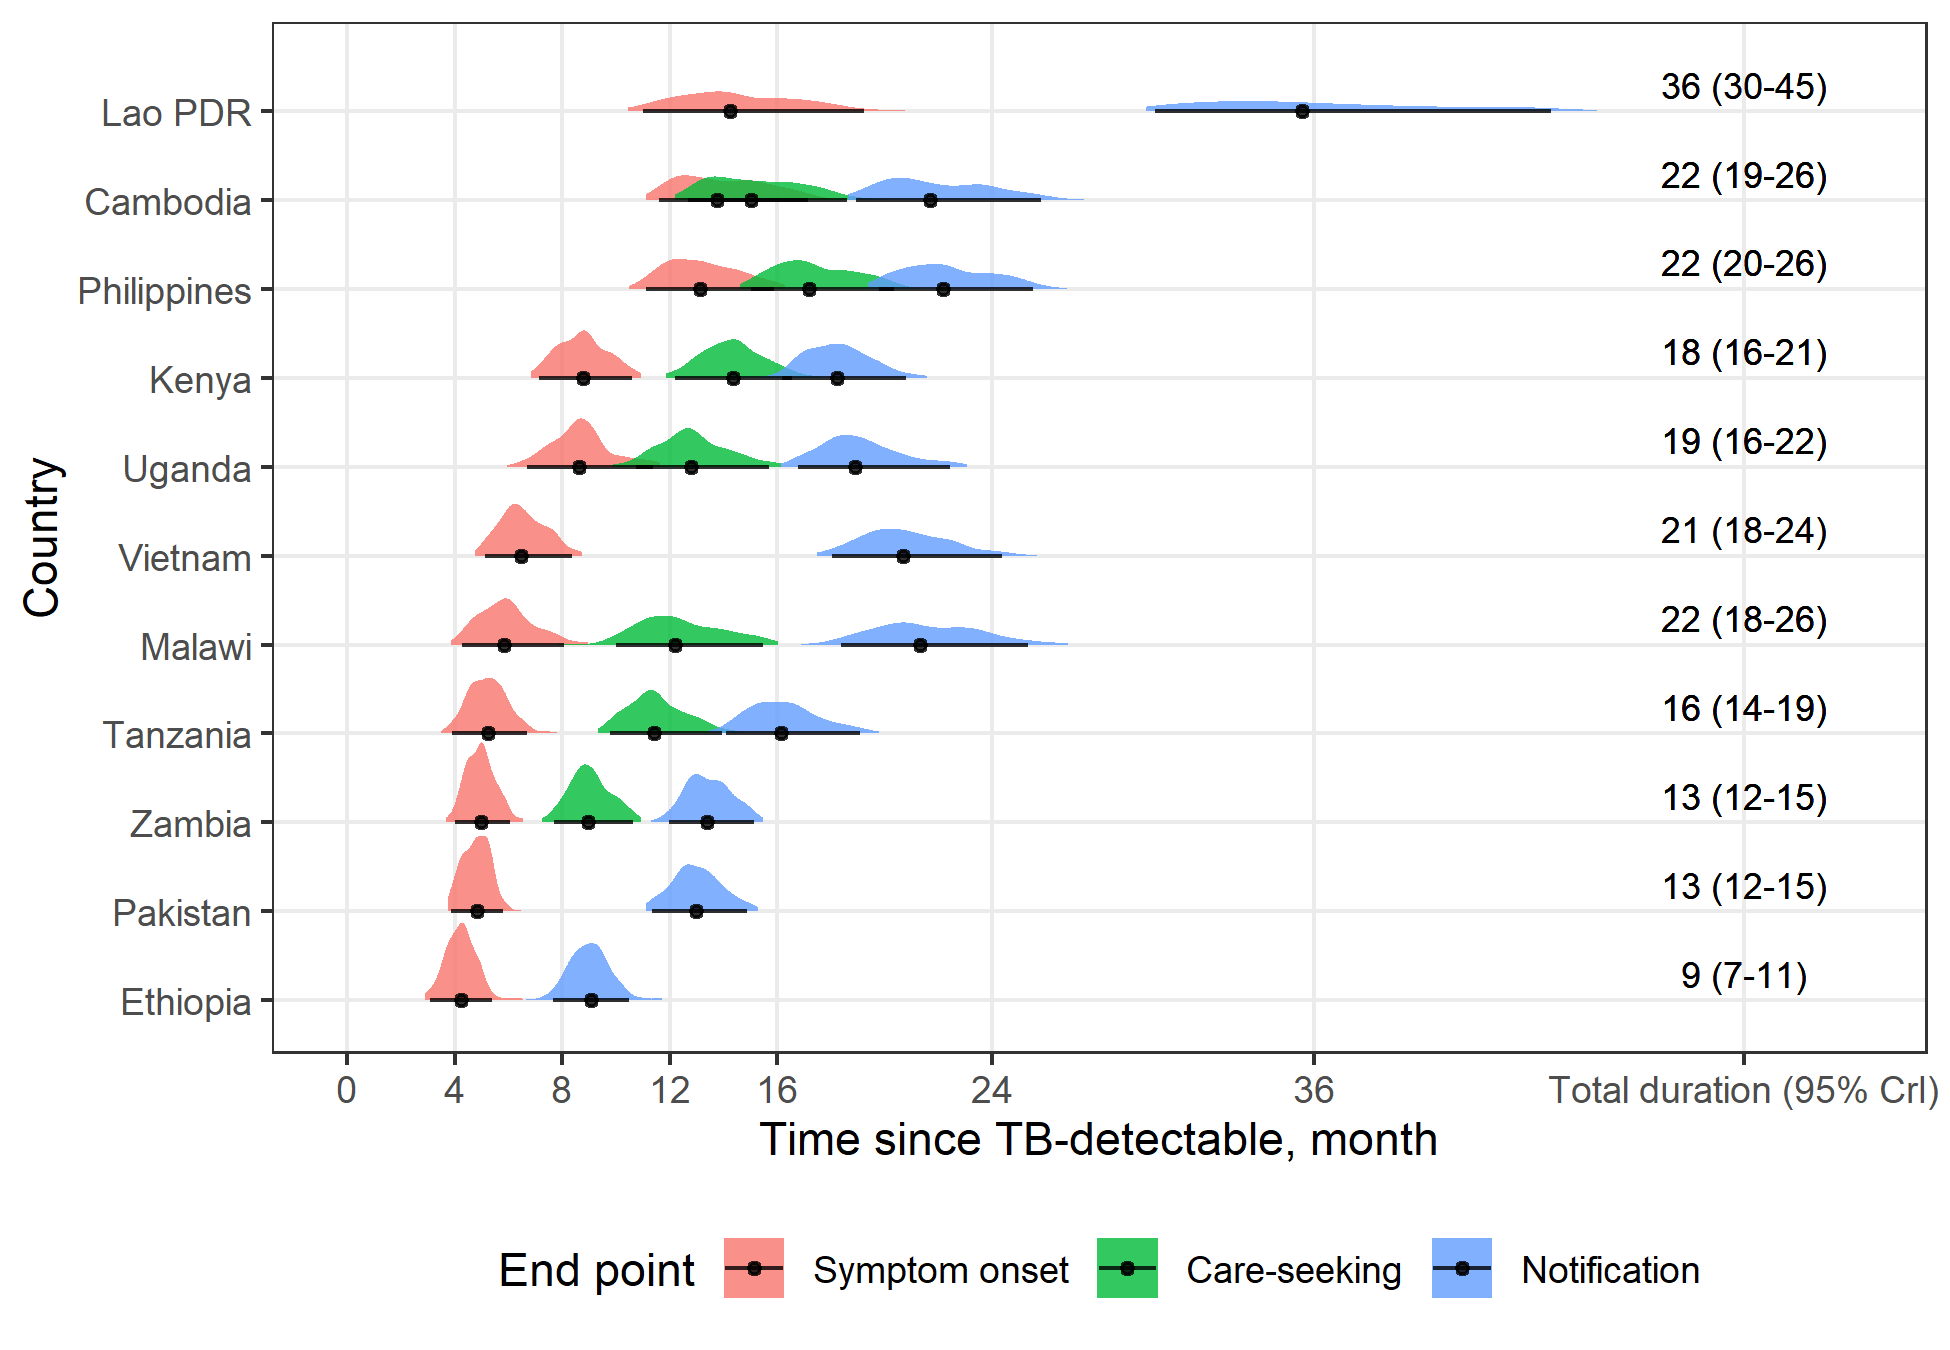 Lao PDR 36 (30-45)
Cambodia 22 (19-26)
Philippines 22 (20-26)
Kenya 18 (16-21)
Uganda 19 (16-22)
Vietnam 21 (18-24)
Malawi 22 (18-26)
Tanzania 16 (14-19)
Zambia 13 (12-15)
Pakistan 13 (12-15)
Ethiopia 9 (7-11)
Country
0 4 8 12 16 24 36 Total duration (95% CrI)
Time since TB-detectable, month
End point Symptom onset Care-seeking Notification